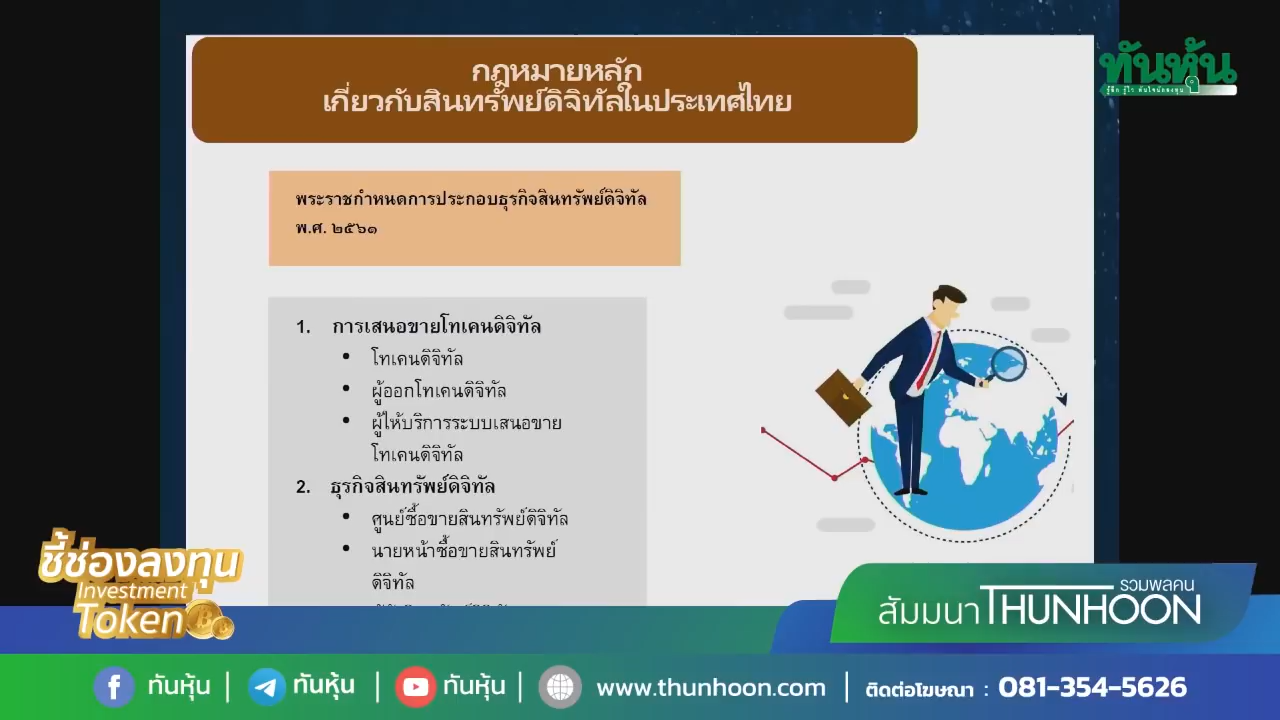 กฎหมายหลัก
เกี่ยวกับสินทรัพย์ดิจิทัลในประเทศไทย
ทันหุ้น
พระราชกำหนดการประกอบธุรกิจสินทรัพย์ดิจิทัล
พ.ศ. ๒๕๖๑
1. การเสนอขายโทเคนดิจิทัล
• โทเคนดิจิทัล
• ผู้ออกโทเคนดิจิทัล
• ผู้ให้บริการระบบเสนอขาย
โทเคนดิจิทัล
2. ธุรกิจสินทรัพย์ดิจิทัล
• ศูนย์ซื้อขายสินทรัพย์ดิจิทัล
• นายหน้าซื้อขายสินทรัพย์
ดิจิทัล
ชี้ช่องลงทุน
Investment
Token
รวมพลคน
สัมมนา THUNHOON
ทันหุ้น | ทันหุ้น | ทันหุ้น | www.thunhoon.com | ติดต่อโฆษณา : 081-354-5626